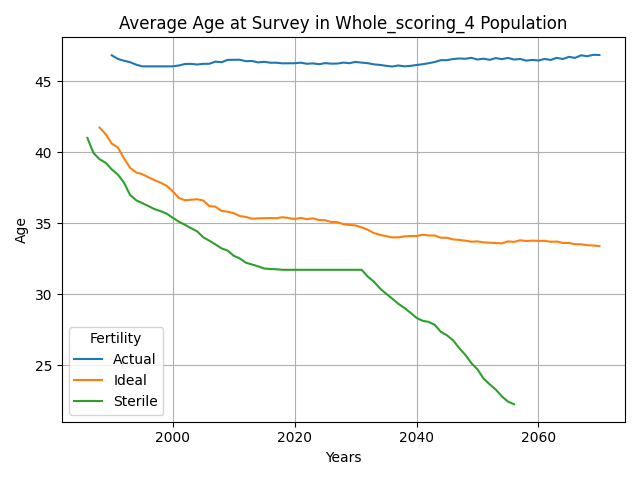 Average Age at Survey in Whole_scoring_4 Population
45
40
35
30
25
Age
Fertility
Actual
Ideal
Sterile
2000
2020
2040
2060
Years